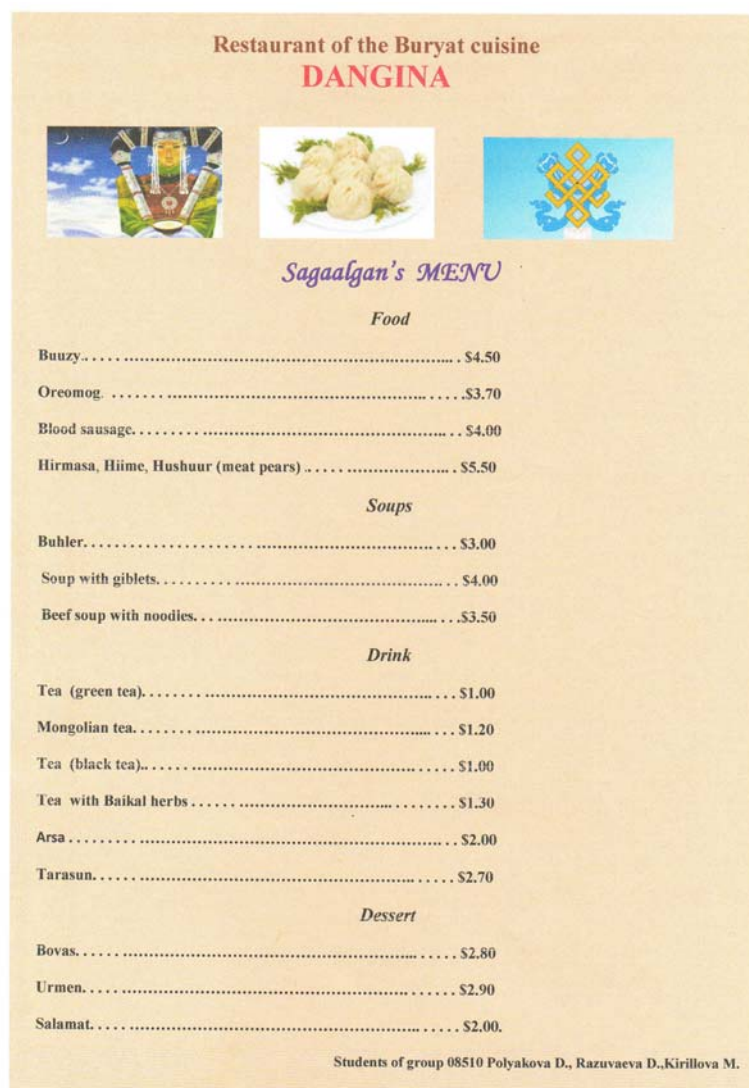 Restaurant of the Buryat cuisine
DANGINA
Sagaalgan's MENU
Food
Buuzy........................................................................ . $4.50
Oreomog. . . . . . . . ................................................... . . . . .$3.70
Blood sausage. . . . . . . . ............................................... . . $4.00
Hirmasa, Hiime, Hushuur (meat pears) . . . . . . ..................... . $5.50
Soups
Buhler. . . . . . . . . . . . . . . . . . . . . . . ................................... . . . $3.00
Soup with giblets. . . . . . . . . ......................................... . . $4.00
Beef soup with noodles. . . ........................................... . . .$3.50
Drink
Tea (green tea). . . . . . . ............................................. . . . $1.00
Mongolian tea. . . . . . . . ............................................... . . . $1.20
Tea (black tea). . . . . . ............................................. . . . . . $1.00
Tea with Baikal herbs . . . . . . ............................... . . . . . . . . $1.30
Arsa . . . . . . . . . ............................................................ . . $2.00
Tarasun. . . . . . ...................................................... . . . . . $2.70
Dessert
Bovas. . . . . . ......................................................... . . . . . $2.80
Urmen. . . . . ......................................................... . . . . . . $2.90
Salamat. . . . . ......................................................... . . . . . $2.00.
Students of group 08510 Polyakova D., Razuvaeva D.,Kirillova M.